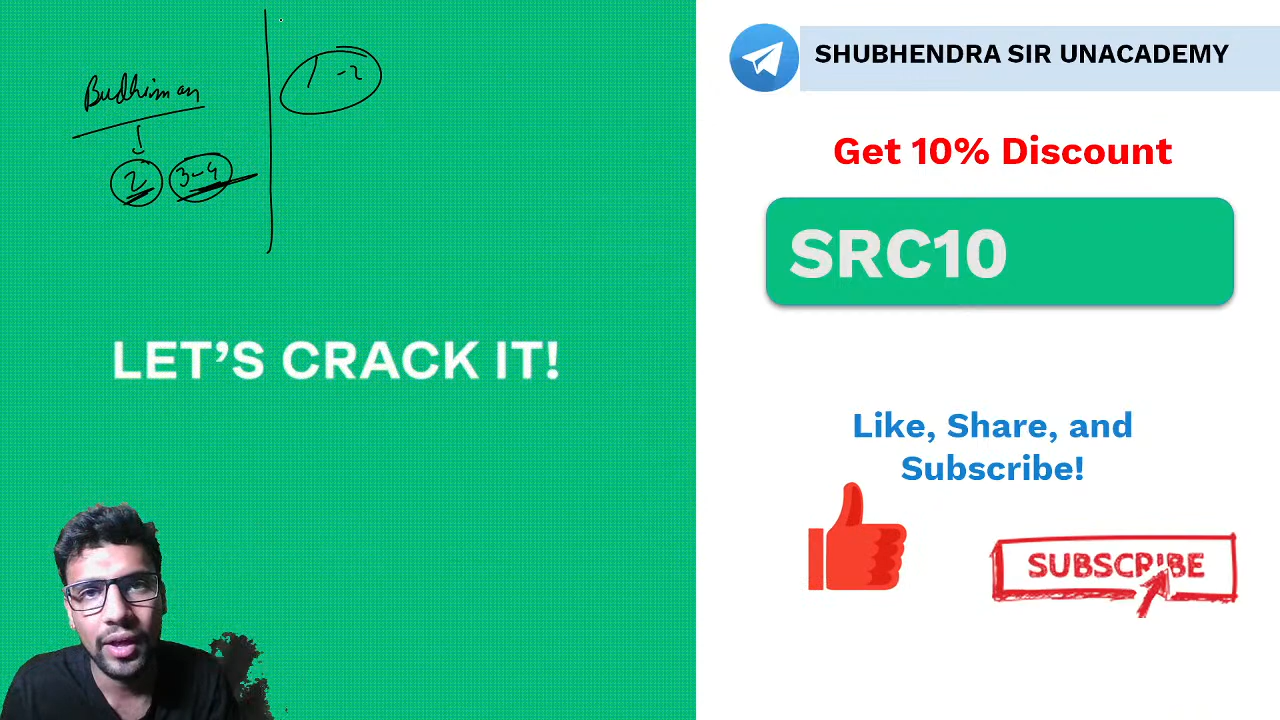 Budhiman
2 3-4
1-2
LET'S CRACK IT!
SHUBHENDRA SIR UNACADEMY
Get 10% Discount
SRC10
Like, Share, and
Subscribe!
SUBSCRIBE